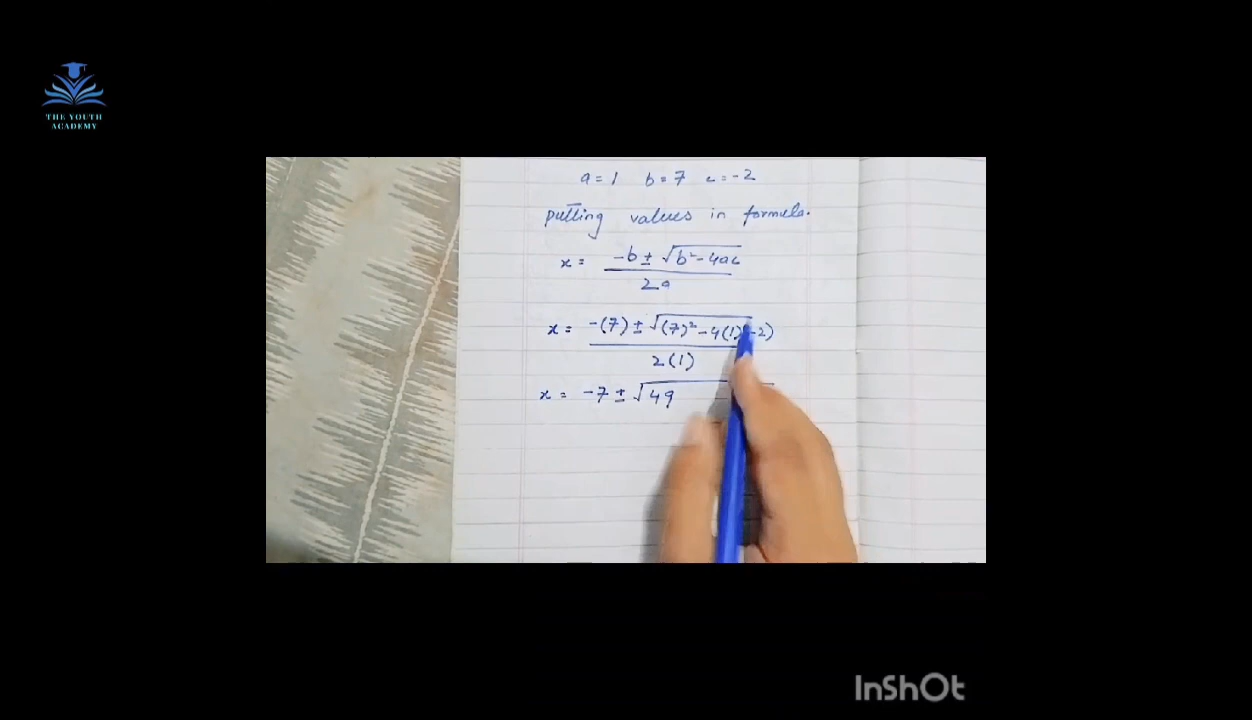 THE YOUTH
ACADEMY
a = 1 b = 7 c = -2
putting values in formula.
x = -b ± √b² - 4ac
2a
x = -(7) ± √(7)² - 4(1)(-2)
2(1)
x = -7 ± √49
InShOt